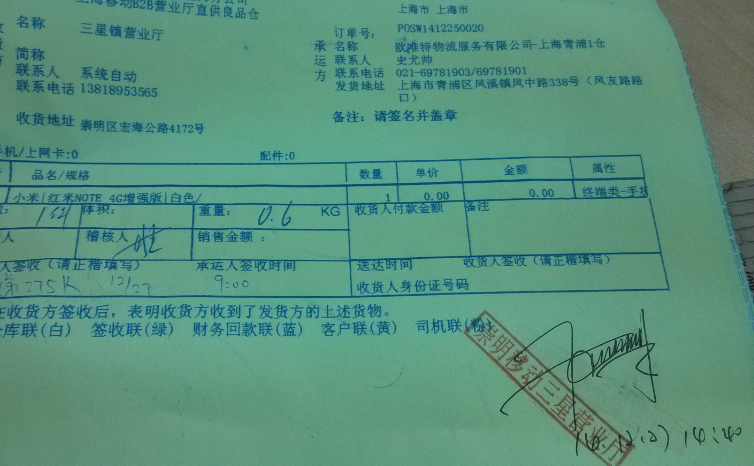 上海移动B2B营业厅直供良品仓
上海市 上海市
名称 三星镇营业厅
订单号: POSW1412250020
简称
承 名称 欧唯特物流服务有限公司-上海青浦1仓
联系人 系统自动
运 联系人 史尤帅
联系电话 13818953565
方 联系电话 021-69781903/69781901
发货地址 上海市青浦区凤溪镇凤中路338号(凤友路路口)
收货地址 崇明区宏海公路4172号
备注: 请签名并盖章
手机/上网卡:0 配件:0
品名/规格 数量 单价 金额 属性
小米|红米NOTE 4G增强版|白色/ 1 0.00 0.00 终端类-手机
体积: 重量: 0.6 KG 收货人付款金额 备注
稽核人 销售金额:
人签收(请正楷填写) 承运人签收时间 送达时间 收货人签收(请正楷填写)
275K 12/27 9:00 收货人身份证号码
在收货方签收后,表明收货方收到了发货方的上述货物。
仓库联(白) 签收联(绿) 财务回款联(蓝) 客户联(黄) 司机联(粉)
崇明移动三星营业厅
14:40